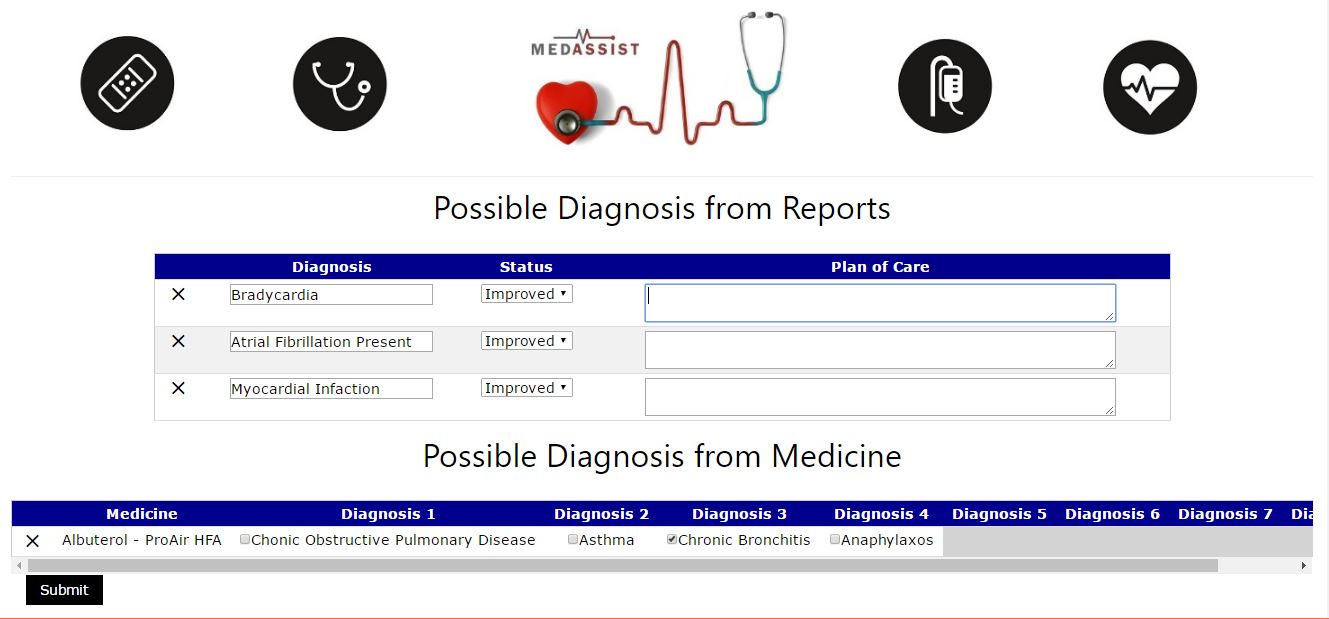 MEDASSIST
Possible Diagnosis from Reports
Diagnosis Status Plan of Care
Bradycardia Improved
Atrial Fibrillation Present Improved
Myocardial Infaction Improved
Possible Diagnosis from Medicine
Medicine Diagnosis 1 Diagnosis 2 Diagnosis 3 Diagnosis 4 Diagnosis 5 Diagnosis 6 Diagnosis 7 Dia
Albuterol - ProAir HFA Chonic Obstructive Pulmonary Disease Asthma Chronic Bronchitis Anaphylaxos
Submit